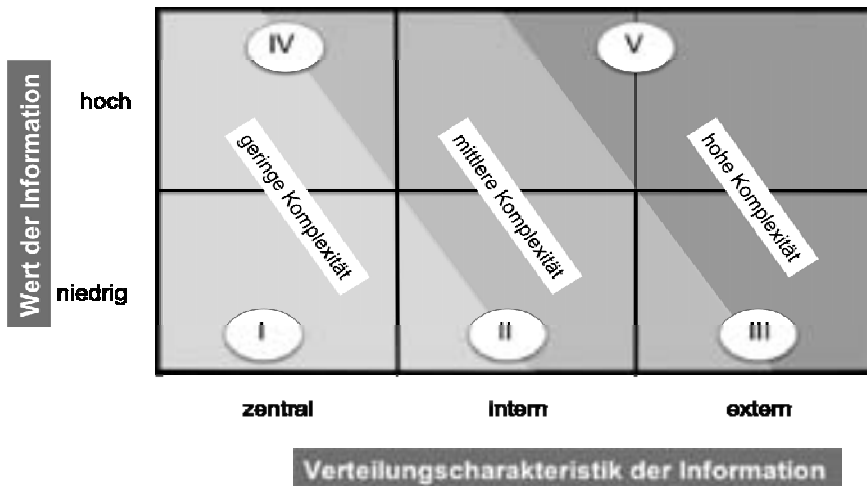 IV
V
Wert der Information
hoch
geringe Komplexität
mittlere Komplexität
hohe Komplexität
niedrig
I
II
III
zentral
intern
extern
Verteilungscharakteristik der Information